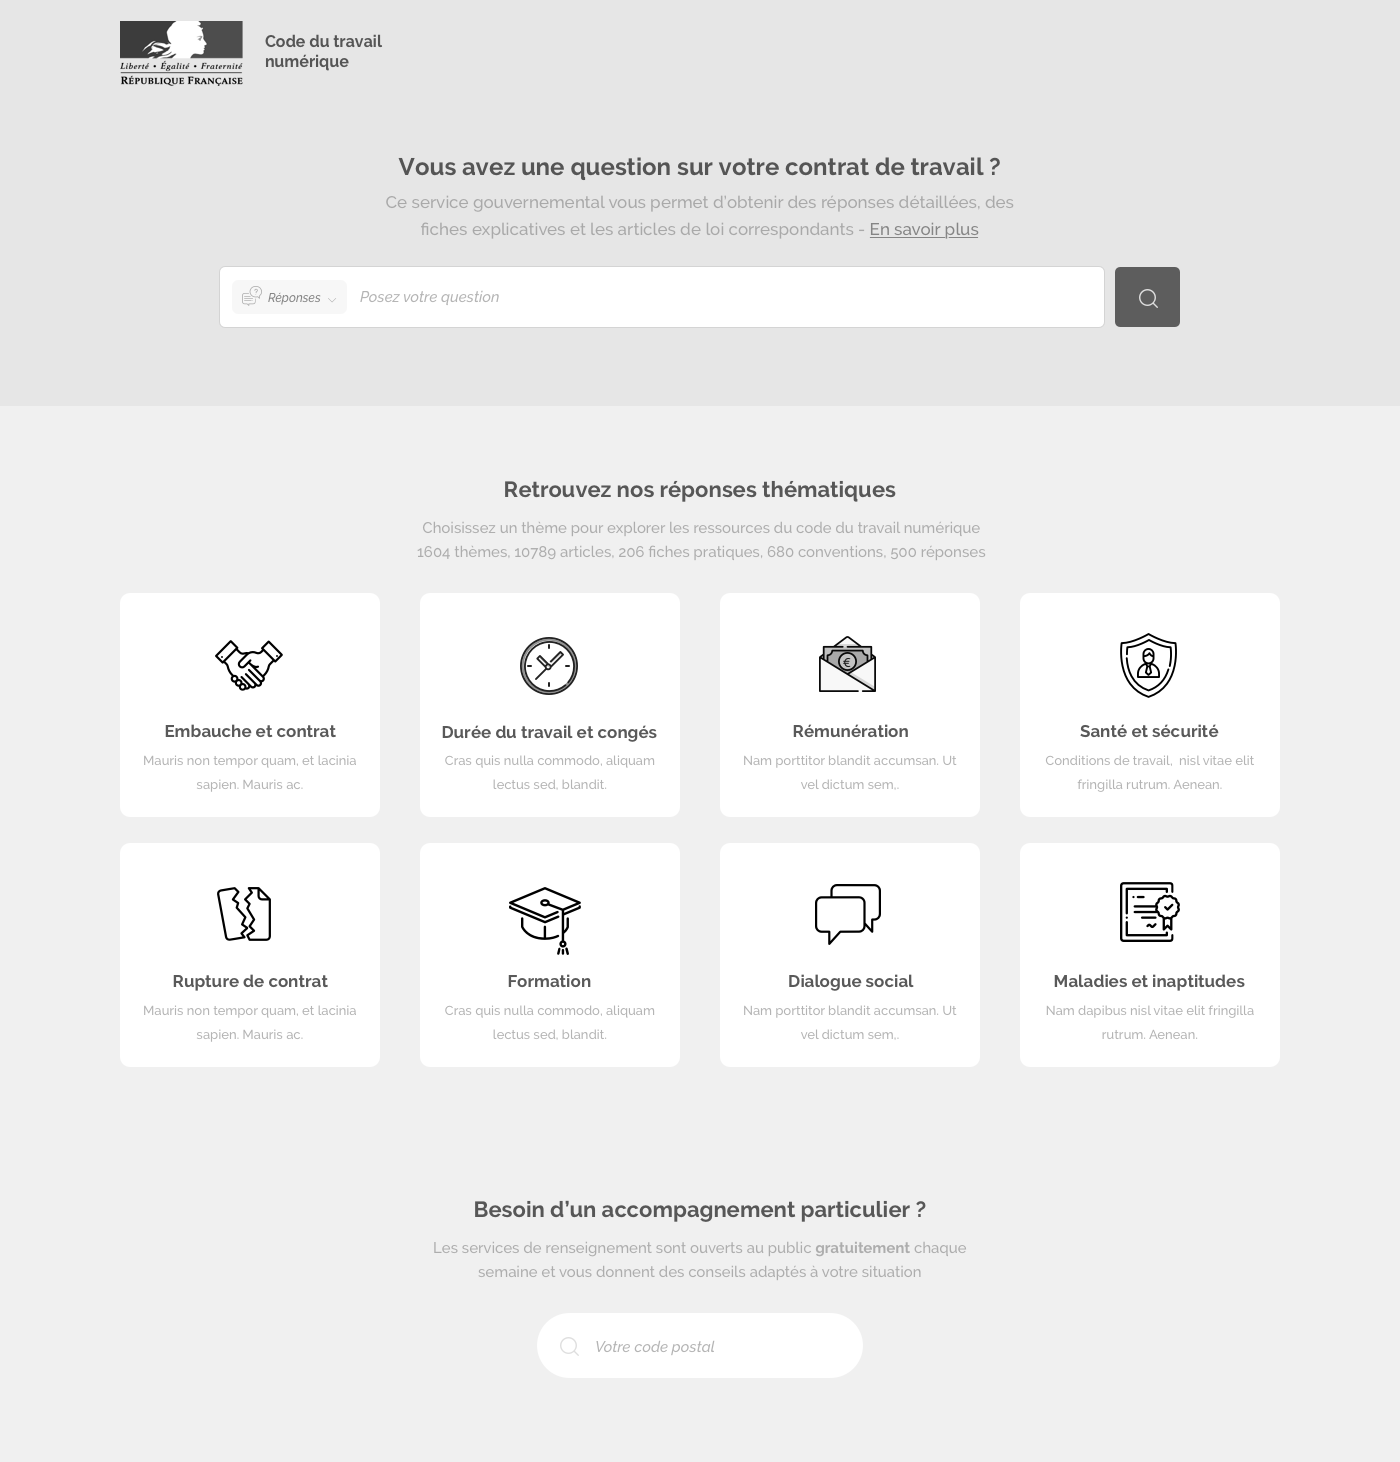 Liberté • Égalité • Fraternité
RÉPUBLIQUE FRANÇAISE
Code du travail
numérique
Vous avez une question sur votre contrat de travail ?
Ce service gouvernemental vous permet d'obtenir des réponses détaillées, des
fiches explicatives et les articles de loi correspondants - En savoir plus
Réponses
Posez votre question
Retrouvez nos réponses thématiques
Choisissez un thème pour explorer les ressources du code du travail numérique
1604 thèmes, 10789 articles, 206 fiches pratiques, 680 conventions, 500 réponses
Embauche et contrat
Mauris non tempor quam, et lacinia
sapien. Mauris ac.
Durée du travail et congés
Cras quis nulla commodo, aliquam
lectus sed, blandit.
€
Rémunération
Nam porttitor blandit accumsan. Ut
vel dictum sem,.
Santé et sécurité
Conditions de travail,  nisl vitae elit
fringilla rutrum. Aenean.
Rupture de contrat
Mauris non tempor quam, et lacinia
sapien. Mauris ac.
Formation
Cras quis nulla commodo, aliquam
lectus sed, blandit.
Dialogue social
Nam porttitor blandit accumsan. Ut
vel dictum sem,.
Maladies et inaptitudes
Nam dapibus nisl vitae elit fringilla
rutrum. Aenean.
Besoin d'un accompagnement particulier ?
Les services de renseignement sont ouverts au public gratuitement chaque
semaine et vous donnent des conseils adaptés à votre situation
Votre code postal